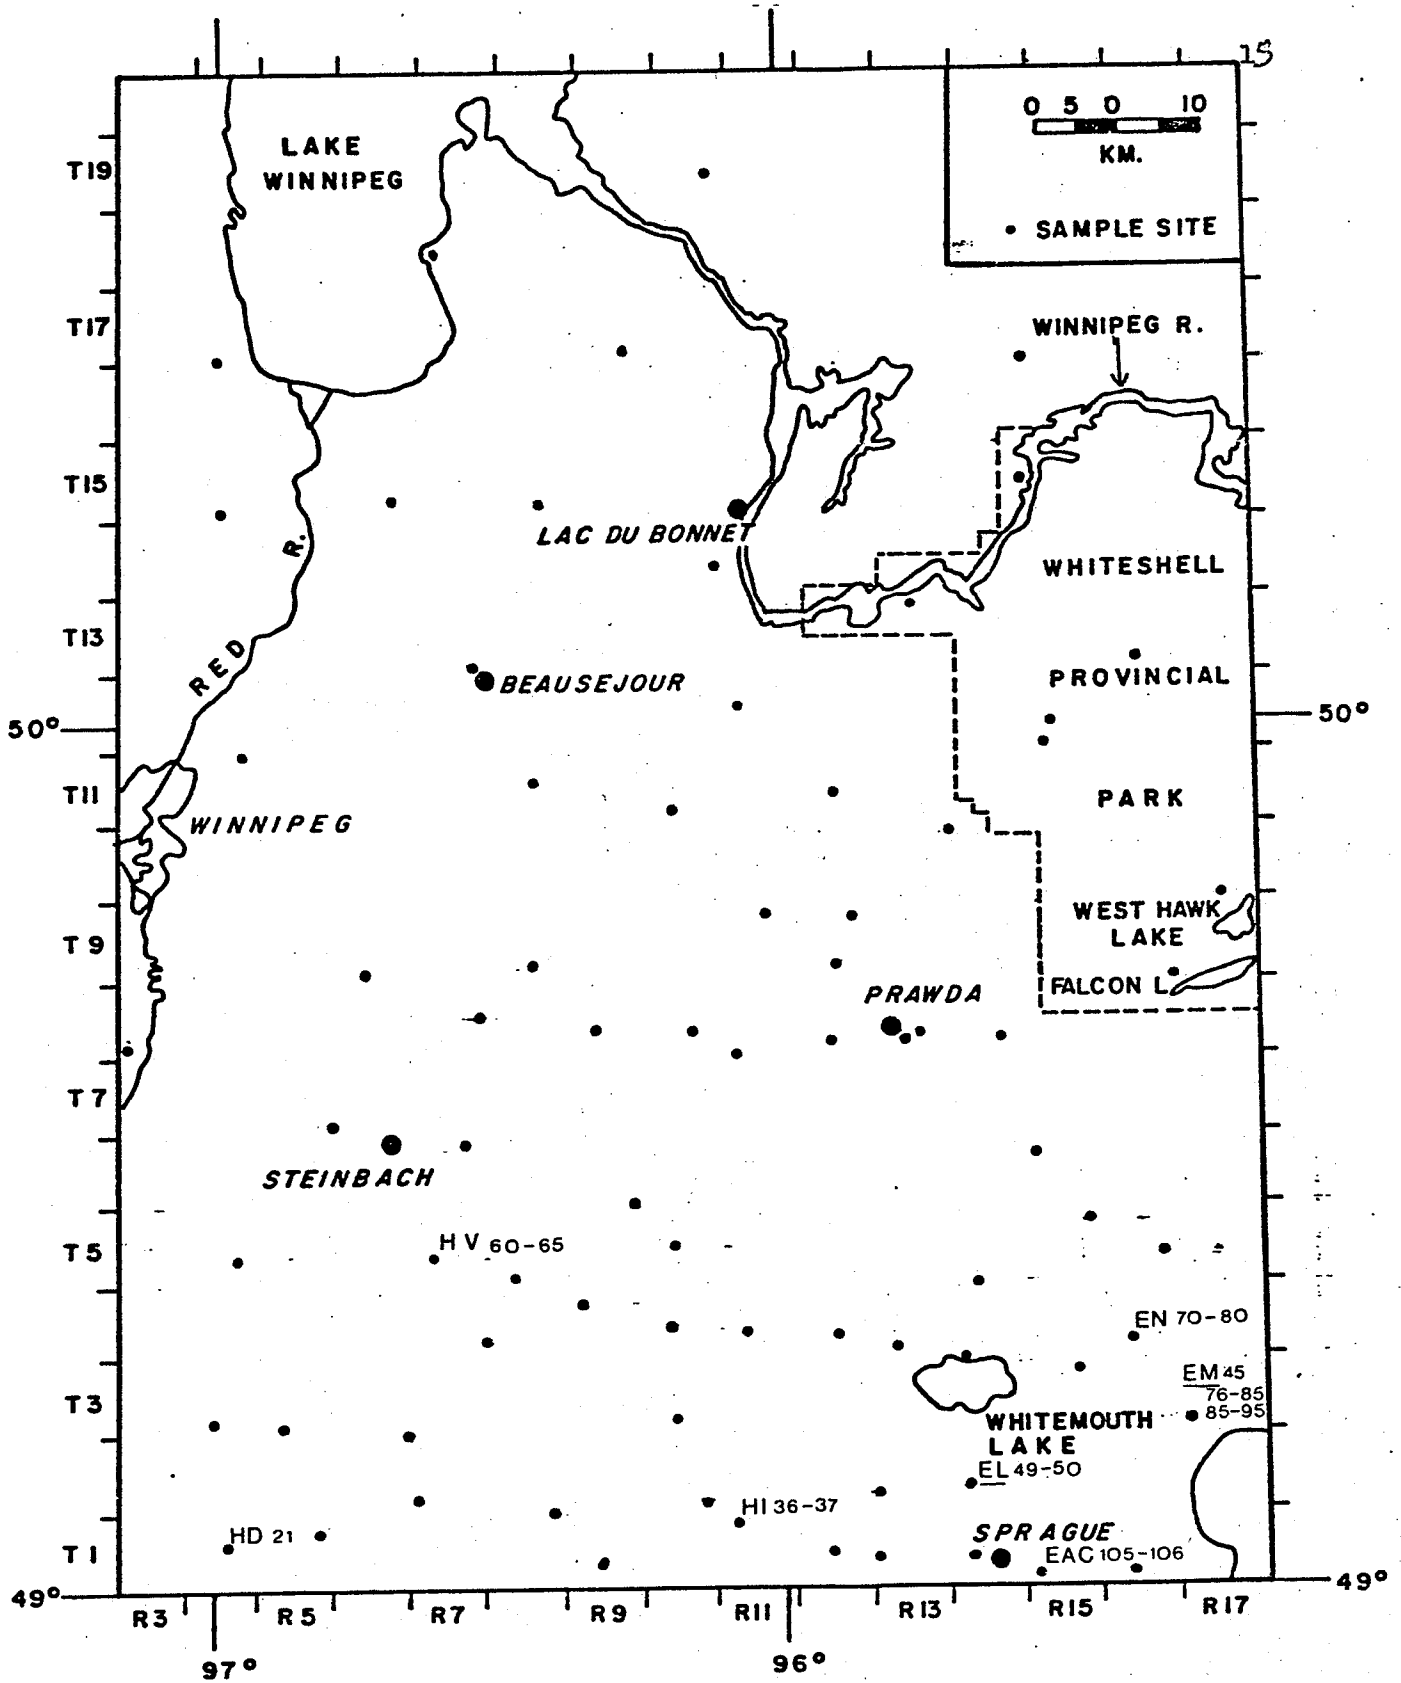 15
0 5 0 10
KM.
• SAMPLE SITE
LAKE
WINNIPEG
T19
T17
WINNIPEG R.
T15
LAC DU BONNET
RED R.
WHITESHELL
T13
BEAUSEJOUR
PROVINCIAL
50°
50°
T11
PARK
WINNIPEG
WEST HAWK
LAKE
T9
FALCON L.
PRAWDA
T7
STEINBACH
T5
HV 60-65
EN 70-80
EM 45
76-85
85-95
T3
WHITEMOUTH
LAKE
EL 49-50
HI 36-37
HD 21
SPRAGUE
EAC 105-106
T1
49°
49°
R3 R5 R7 R9 R11 R13 R15 R17
97°
96°